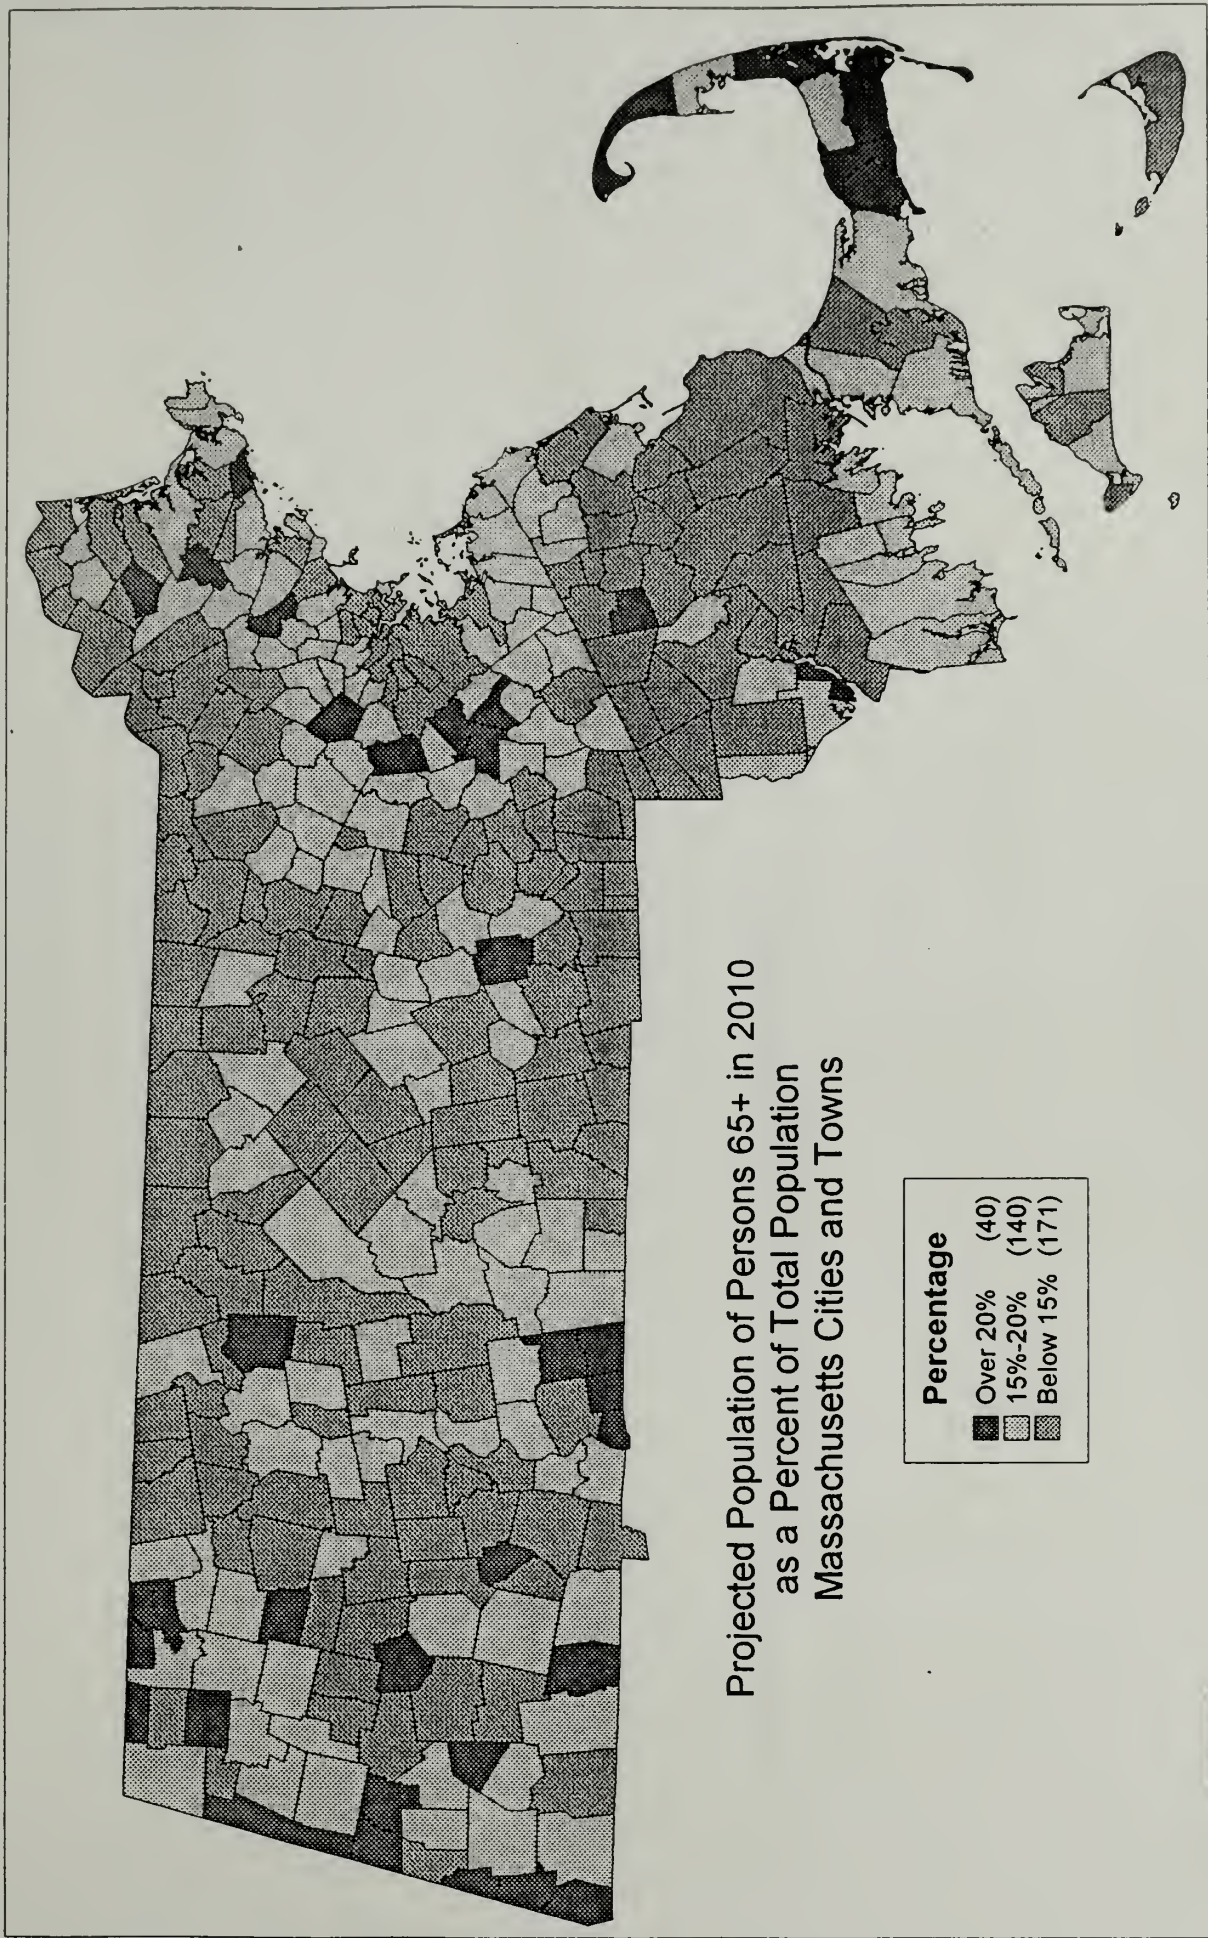 Projected Population of Persons 65+ in 2010
as a Percent of Total Population
Massachusetts Cities and Towns
Percentage
Over 20% (40)
15%-20% (140)
Below 15% (171)